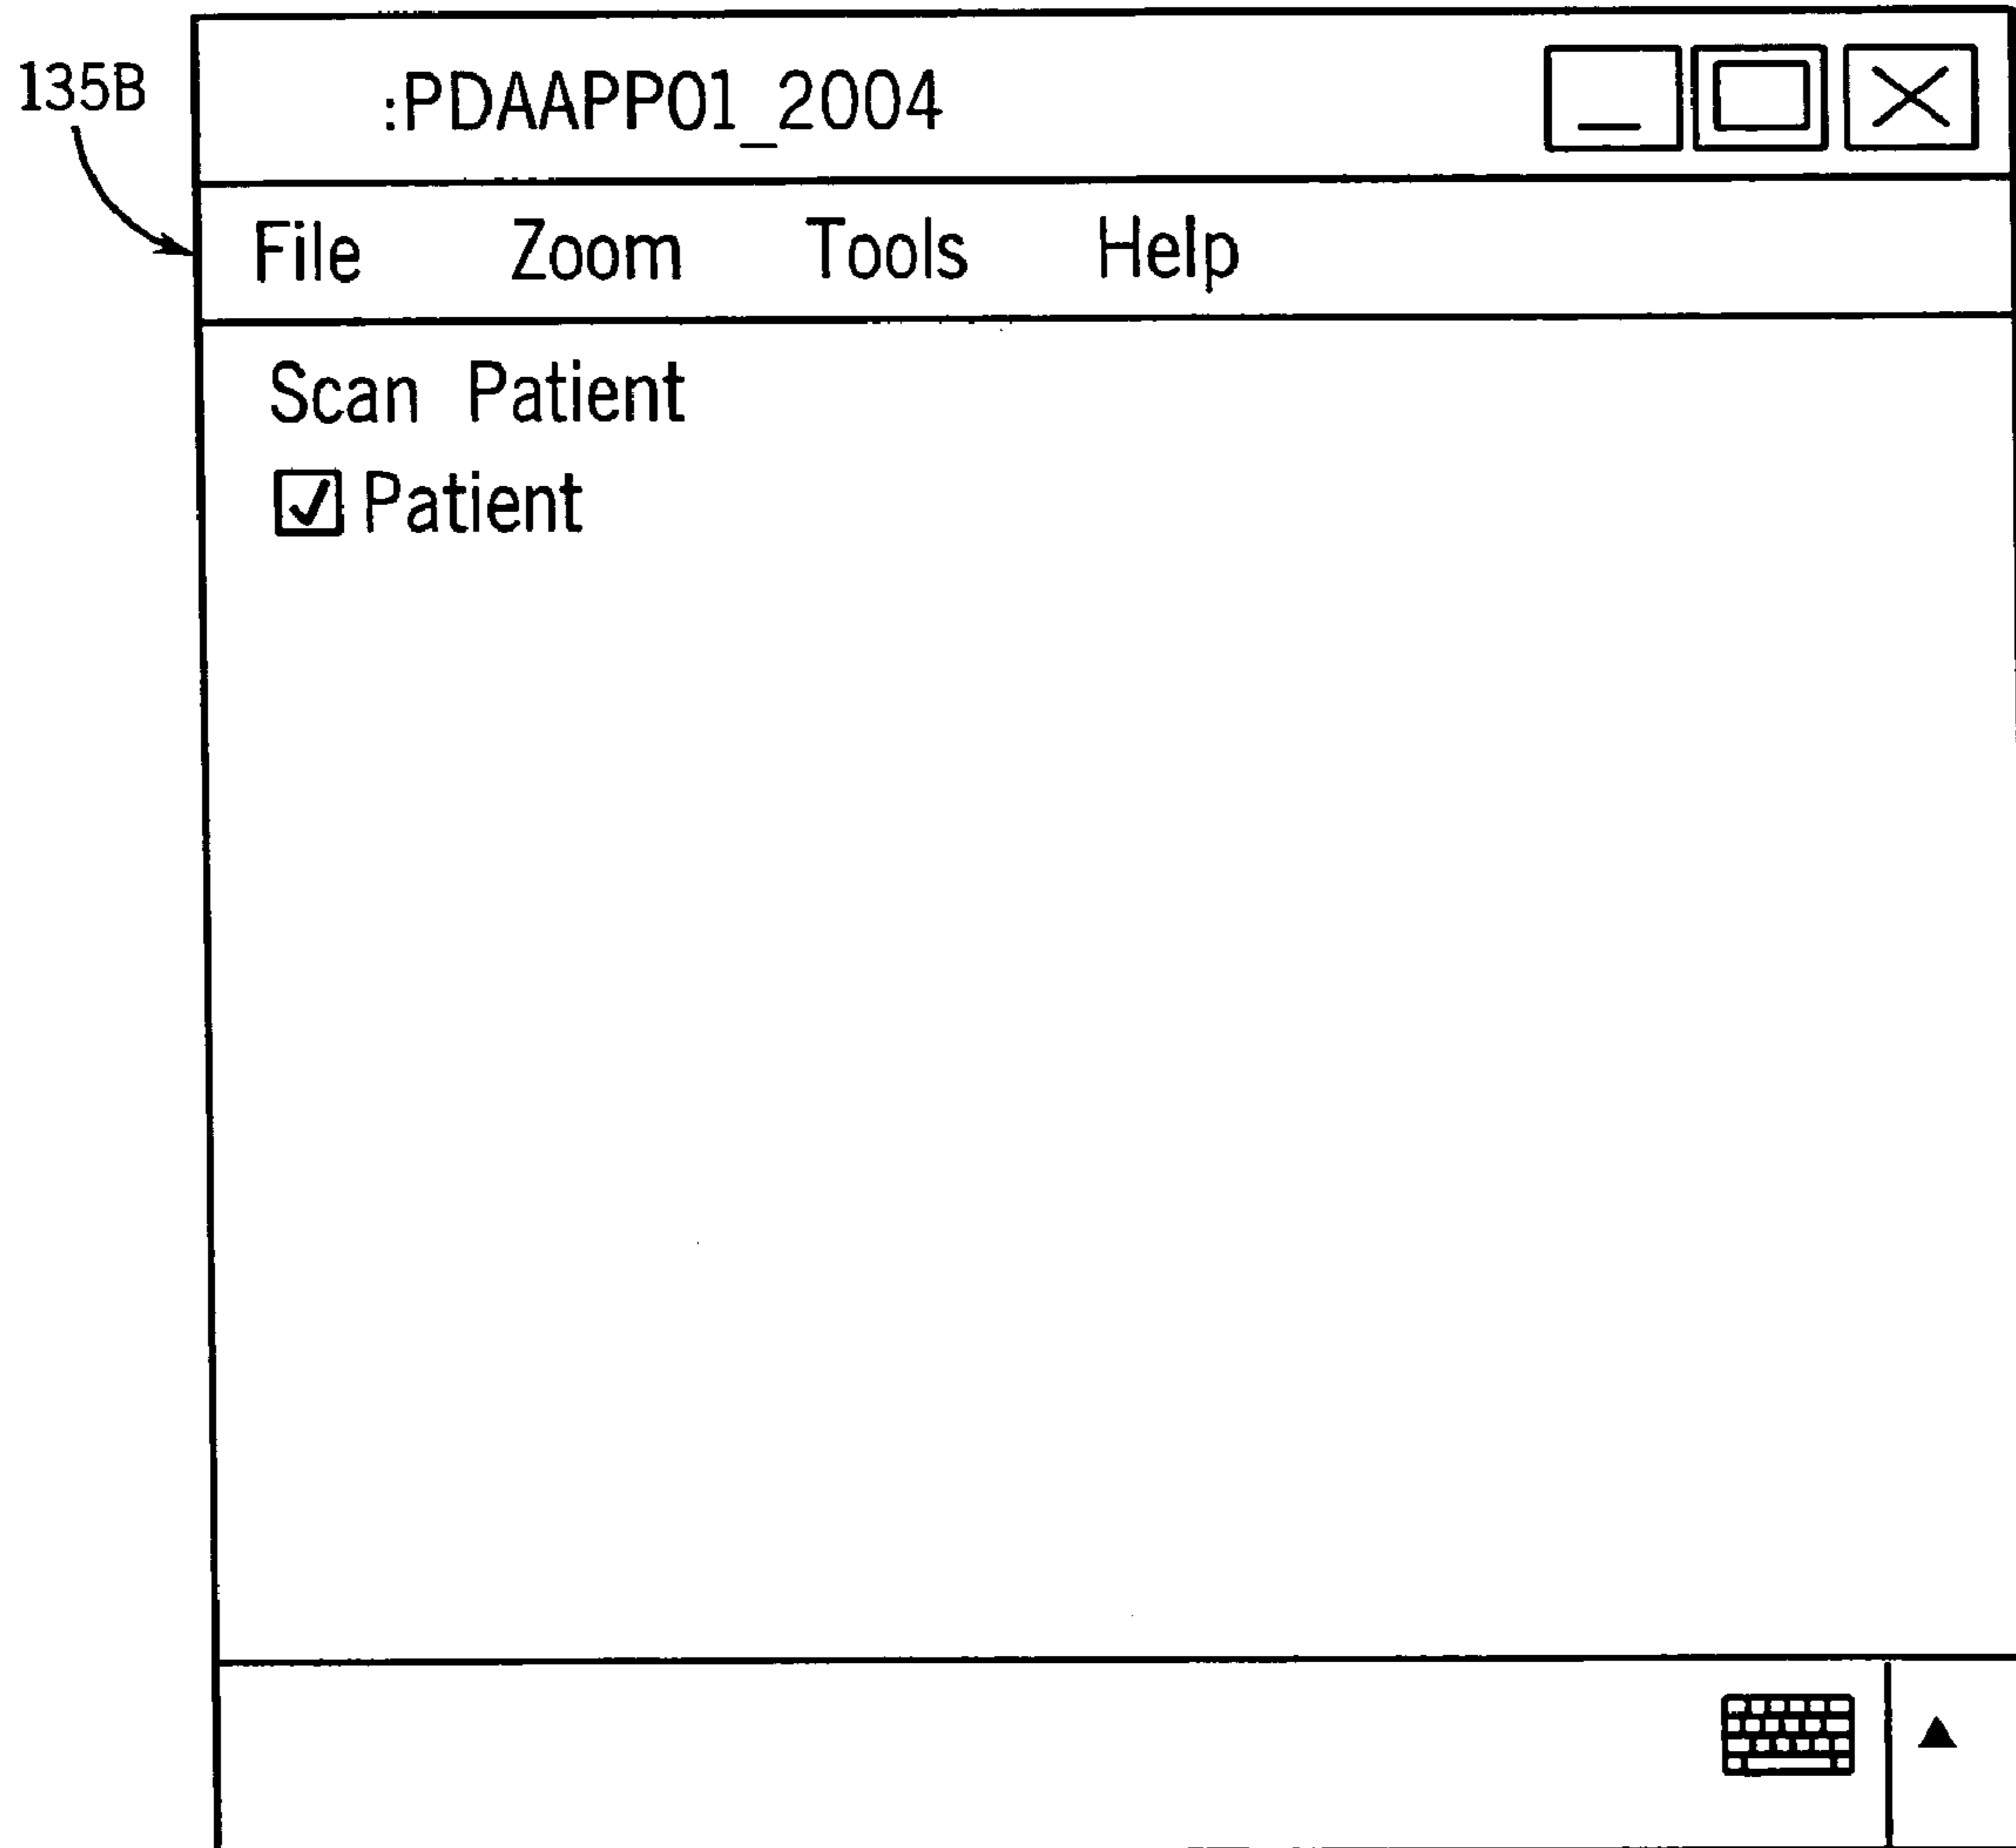 135B
:PDAAPP01_2004
File Zoom Tools Help
Scan Patient
Patient